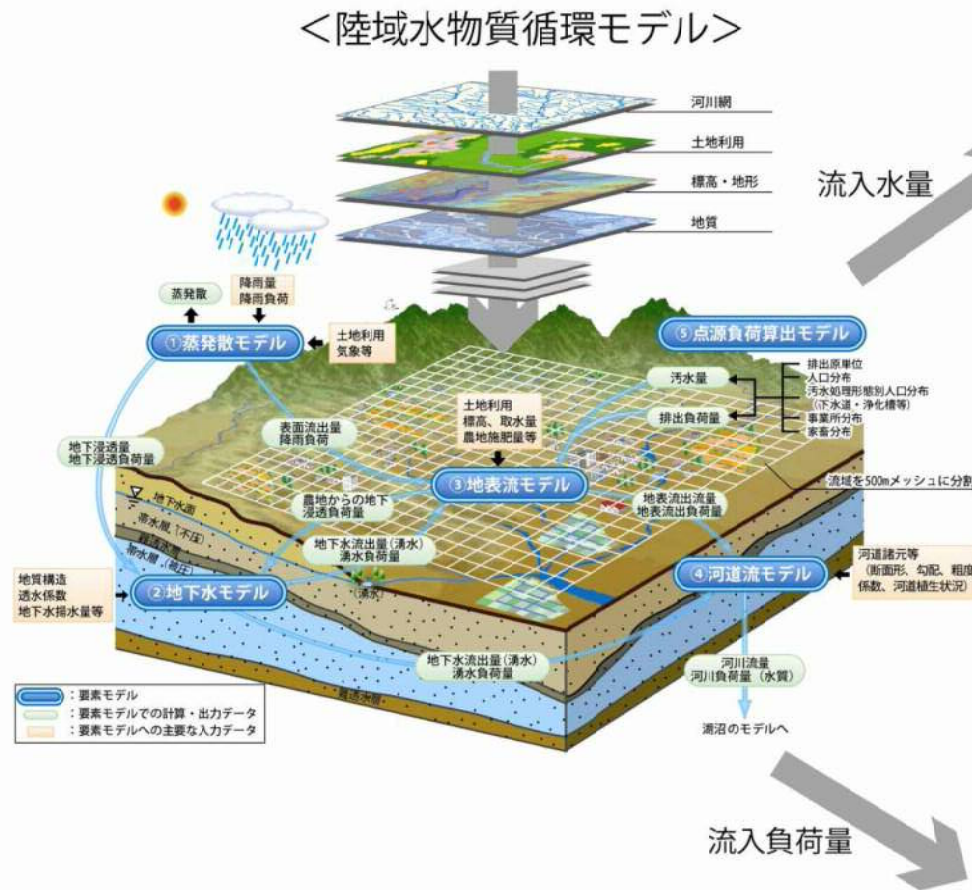 ＜陸域水物質循環モデル＞
河川網
土地利用
標高・地形
地質
流入水量
蒸発散
降雨量
降雨負荷
①蒸発散モデル
土地利用
気象等
⑤点源負荷算出モデル
汚水量
排出負荷量
排出原単位
人口分布
汚水処理形態別人口分布
（下水道・浄化槽等）
事業所分布
家畜分布
土地利用
標高、取水量
農地施肥量等
表面流出量
降雨負荷
地下浸透量
地下浸透負荷量
③地表流モデル
流域を500mメッシュに分割
農地からの地下
浸透負荷量
地表流出流量
地表流出負荷量
地下水面
帯水層（不圧）
帯水層（被圧）
地下水流出量（湧水）
湧水負荷量
（湧水）
②地下水モデル
地質構造
透水係数
地下水揚水量等
④河道流モデル
河道諸元等
（断面形、勾配、粗度
係数、河道植生状況）
地下水流出量（湧水）
湧水負荷量
河川流量
河川負荷量（水質）
湖沼のモデルへ
：要素モデル
：要素モデルでの計算・出力データ
：要素モデルへの主要な入力データ
流入負荷量